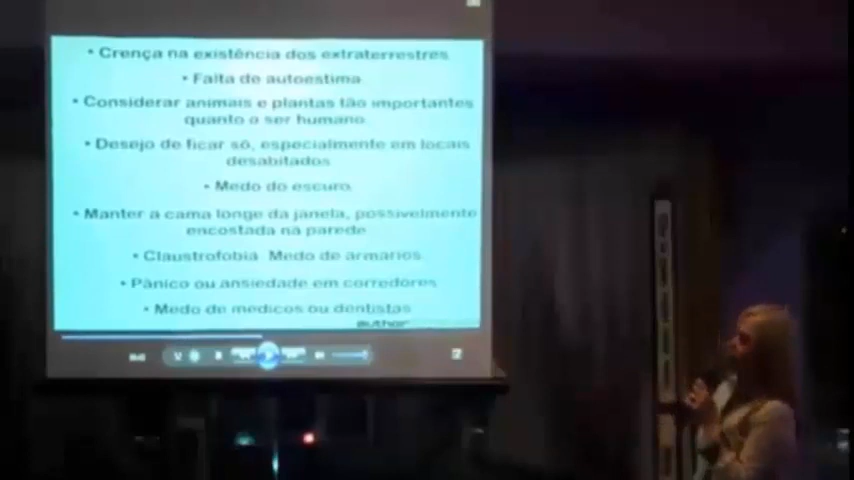 • Crença na existência dos extraterrestres
• Falta de autoestima
• Considerar animais e plantas tão importantes
quanto o ser humano
• Desejo de ficar só, especialmente em locais
desabitados
• Medo do escuro
• Manter a cama longe da janela, possivelmente
encostada na parede
• Claustrofobia Medo de armarios
• Pânico ou ansiedade em corredores
• Medo de medicos ou dentistas
author